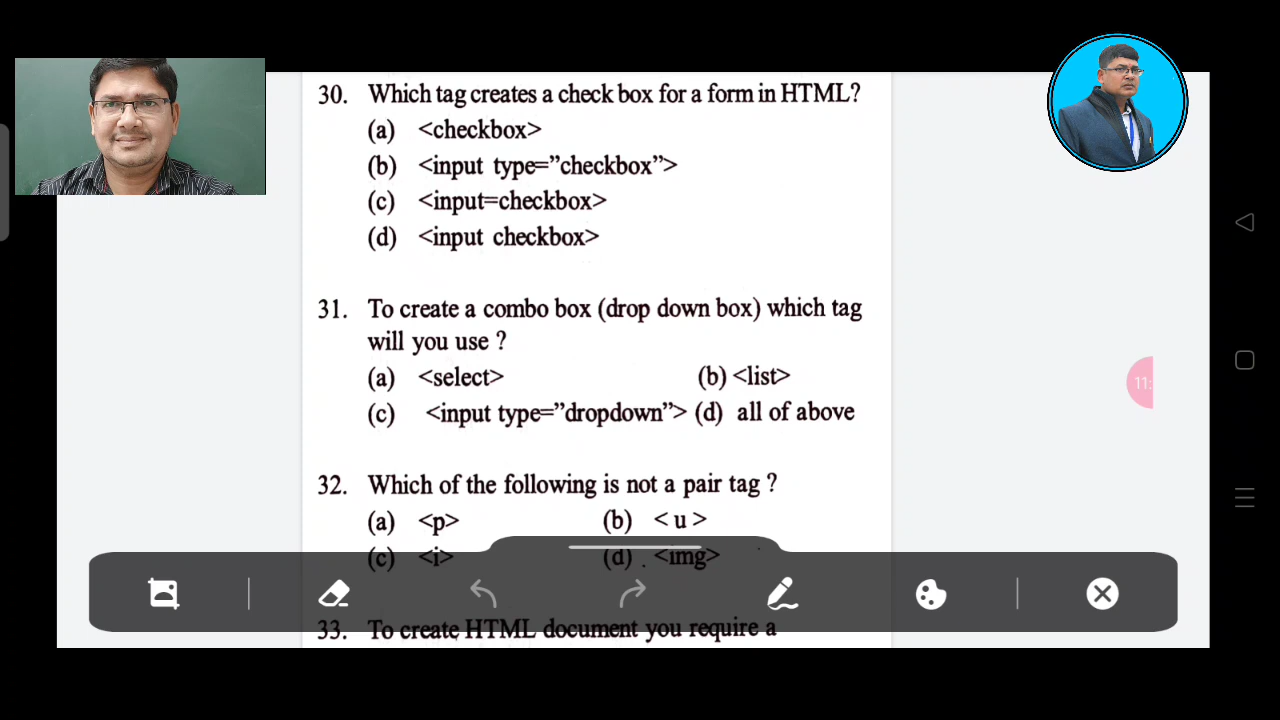 30. Which tag creates a check box for a form in HTML?
(a) <checkbox>
(b) <input type=”checkbox”>
(c) <input=checkbox>
(d) <input checkbox>
31. To create a combo box (drop down box) which tag
will you use ?
(a) <select> (b) <list>
(c) <input type=”dropdown”> (d) all of above
32. Which of the following is not a pair tag ?
(a) <p> (b) < u >
(c) <i> (d) . <img>
33. To create HTML document you require a
11: